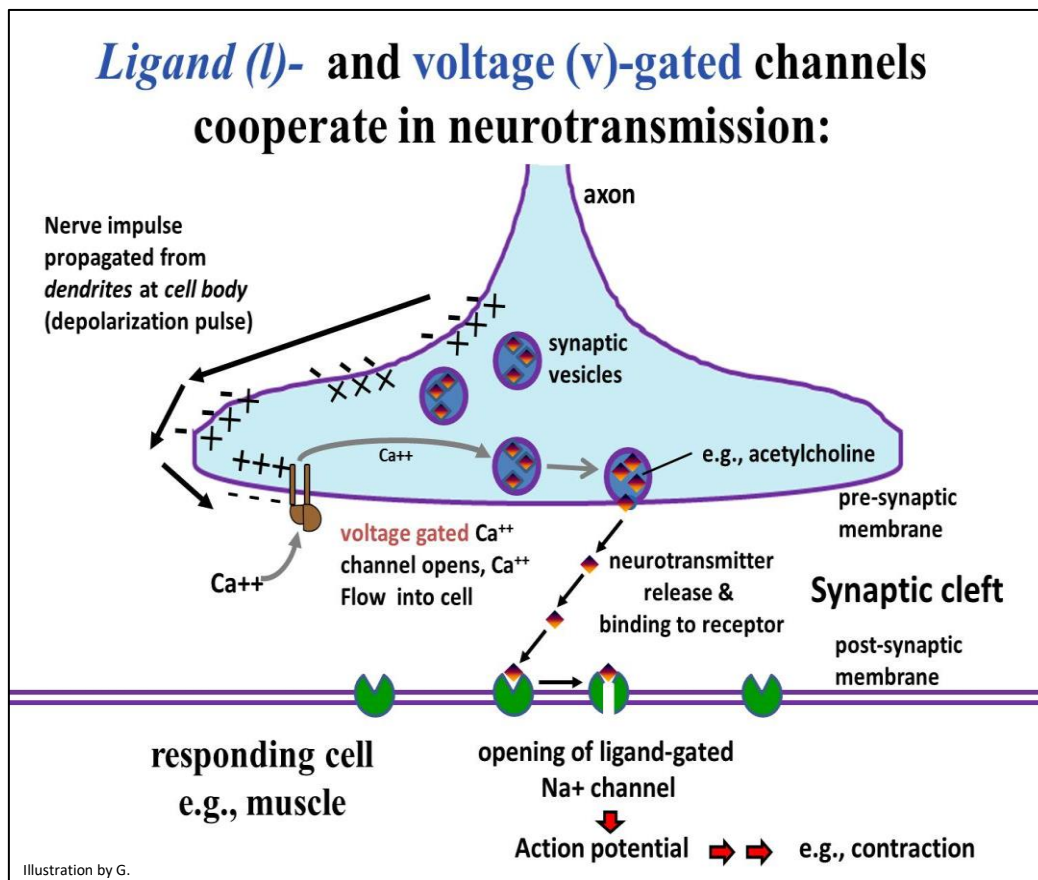 Ligand (l)- and voltage (v)-gated channels
cooperate in neurotransmission:
axon
Nerve impulse
propagated from
dendrites at cell body
(depolarization pulse)
synaptic
vesicles
Ca++
e.g., acetylcholine
pre-synaptic
membrane
voltage gated Ca⁺⁺
channel opens, Ca⁺⁺
Flow into cell
Ca++
neurotransmitter
release &
binding to receptor
Synaptic cleft
post-synaptic
membrane
responding cell
e.g., muscle
opening of ligand-gated
Na+ channel
Action potential
e.g., contraction
Illustration by G.